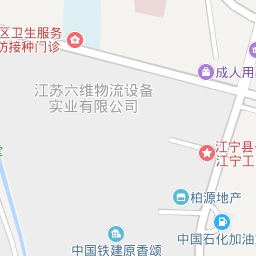 区卫生服务
防接种门诊
成人用
江苏六维物流设备
实业有限公司
江宁县
江宁工
柏源地产
中国石化加油
中国铁建原香颂